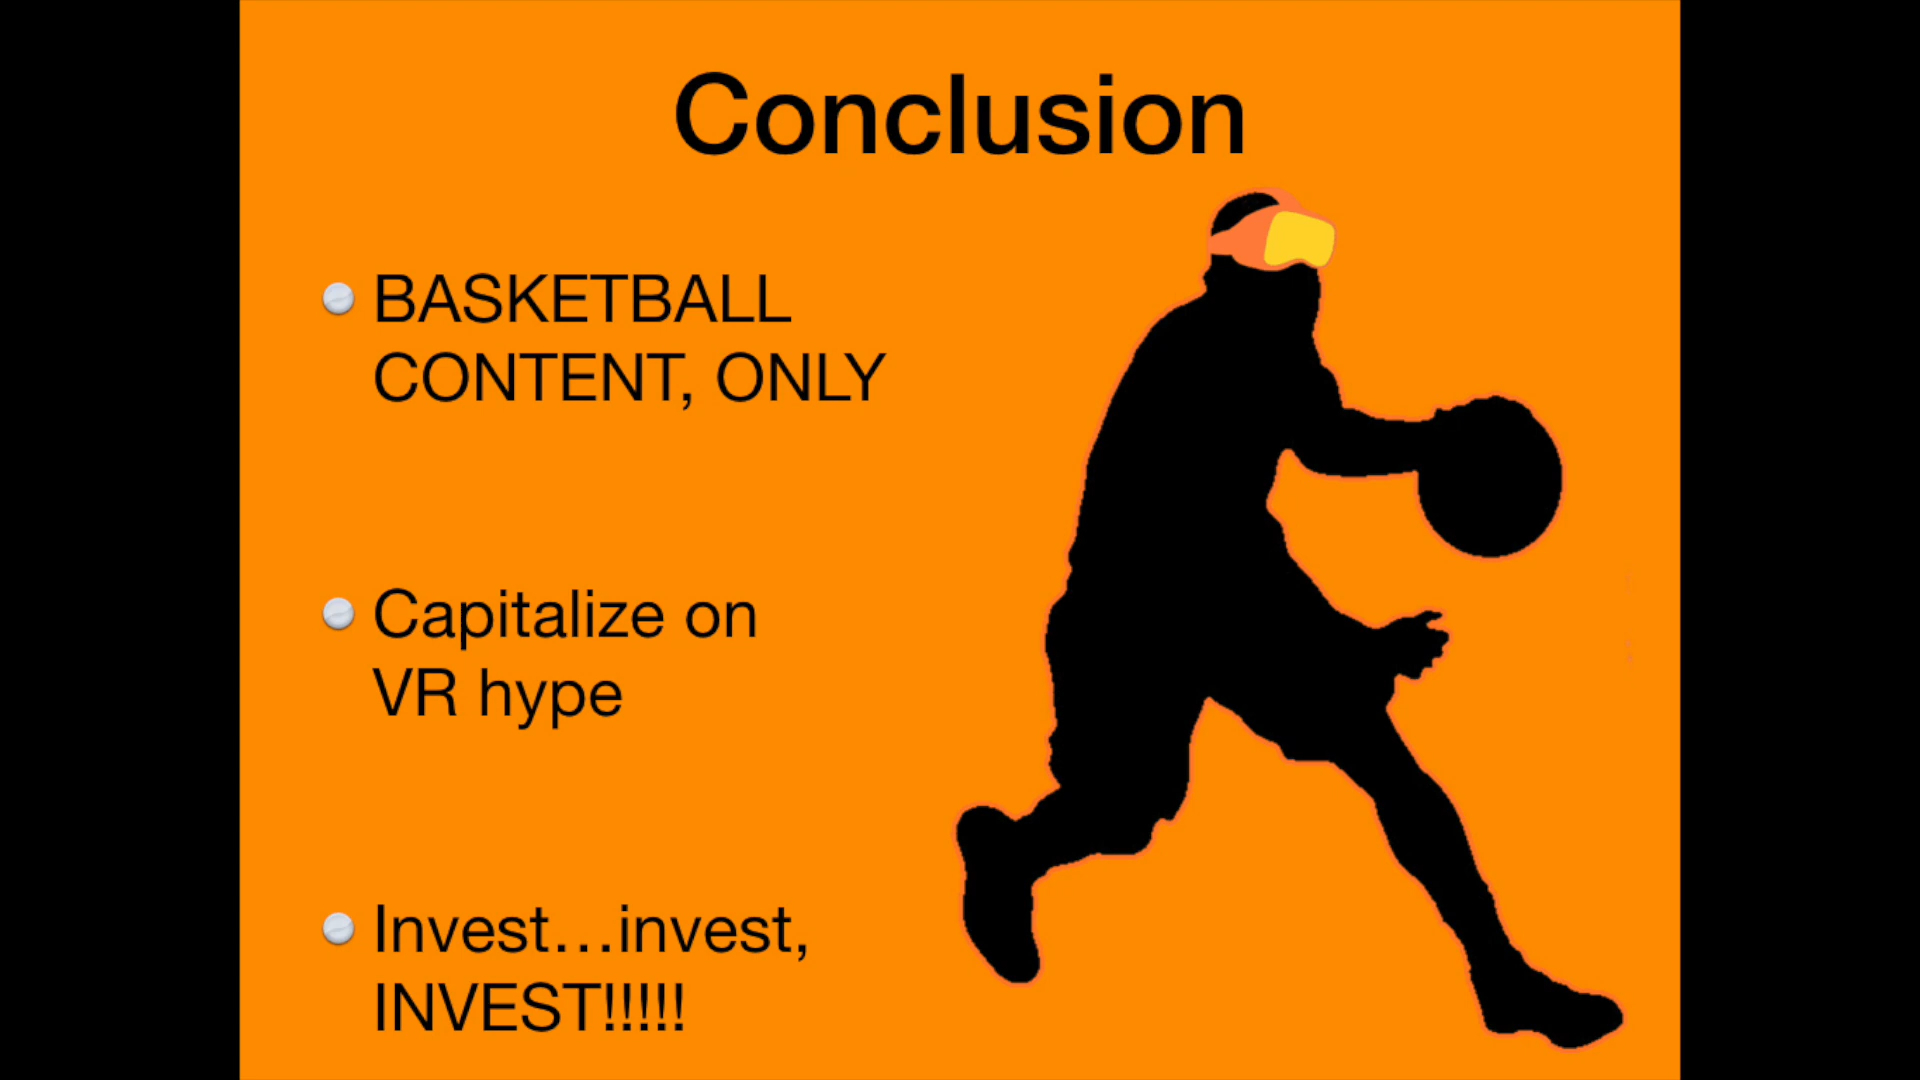 Conclusion
BASKETBALL
CONTENT, ONLY
Capitalize on
VR hype
Invest…invest,
INVEST!!!!!